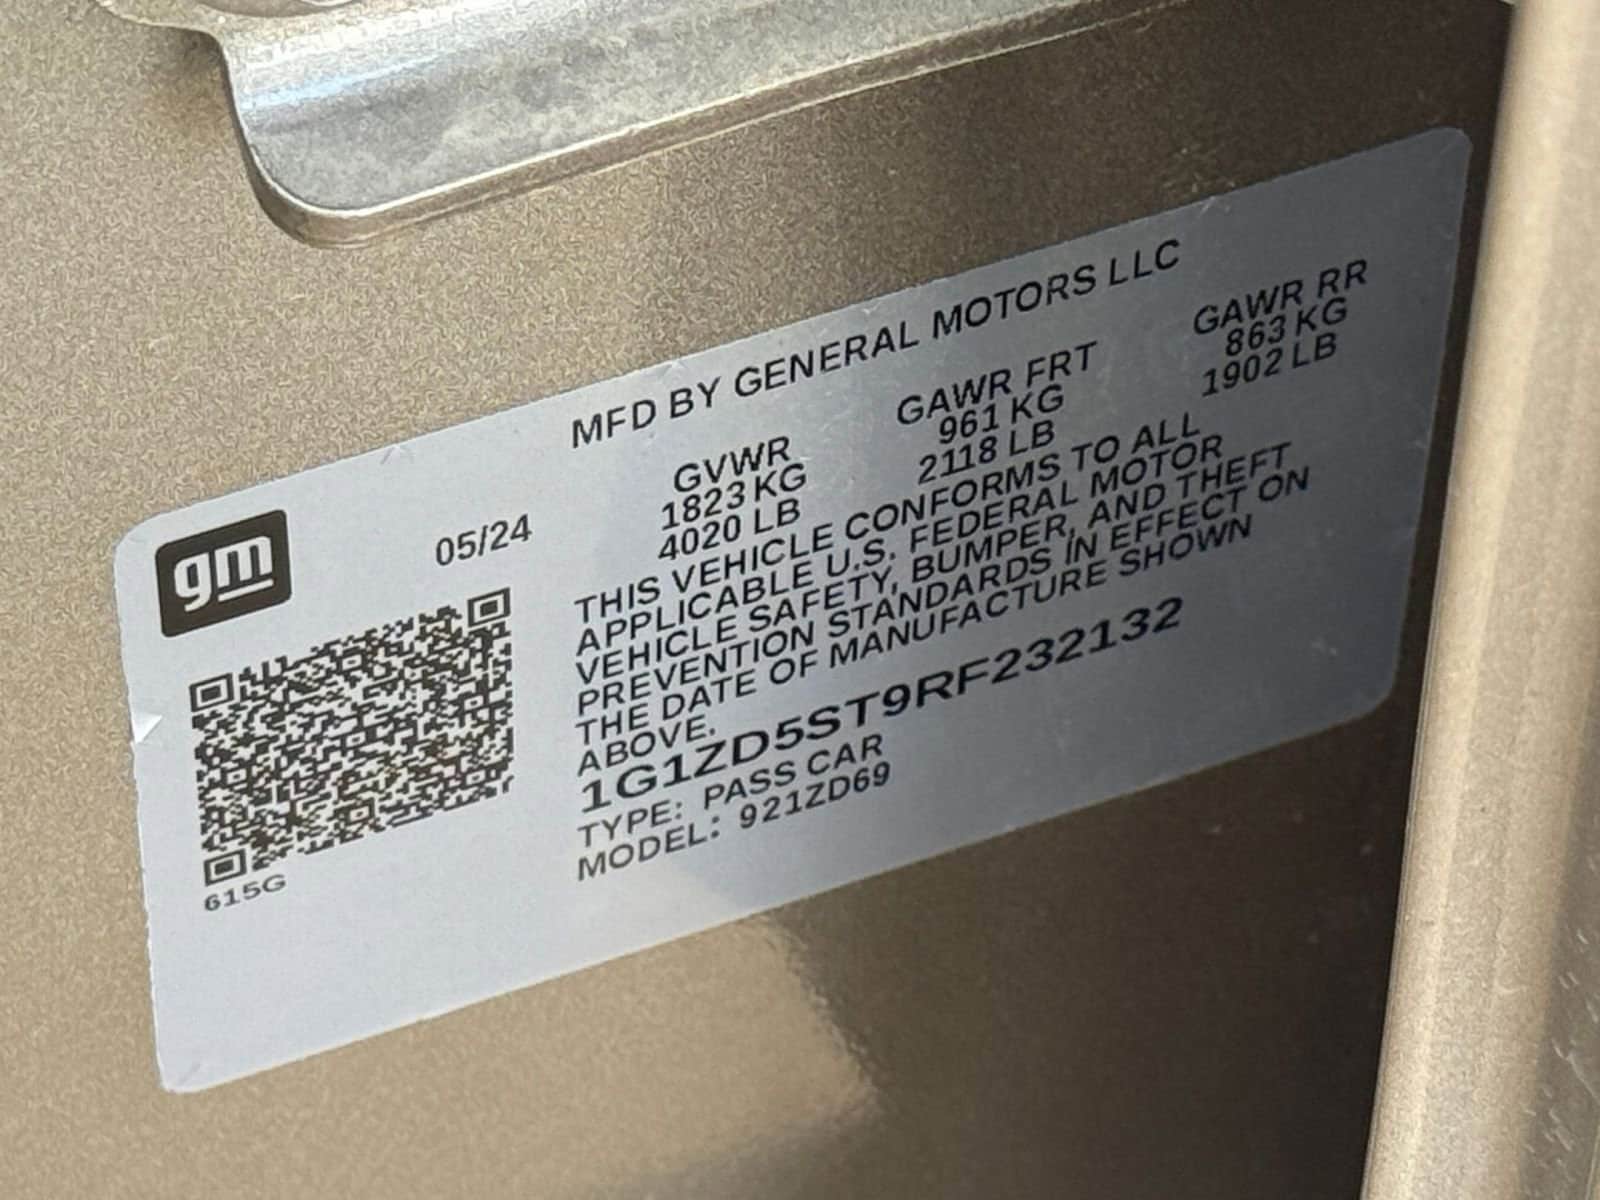 MFD BY GENERAL MOTORS LLC
gm
05/24
GVWR GAWR FRT GAWR RR
1823 KG 961 KG 863 KG
4020 LB 2118 LB 1902 LB
THIS VEHICLE CONFORMS TO ALL
APPLICABLE U.S. FEDERAL MOTOR
VEHICLE SAFETY, BUMPER, AND THEFT
PREVENTION STANDARDS IN EFFECT ON
THE DATE OF MANUFACTURE SHOWN
ABOVE.
1G1ZD5ST9RF232132
TYPE: PASS CAR
MODEL: 921ZD69
615G